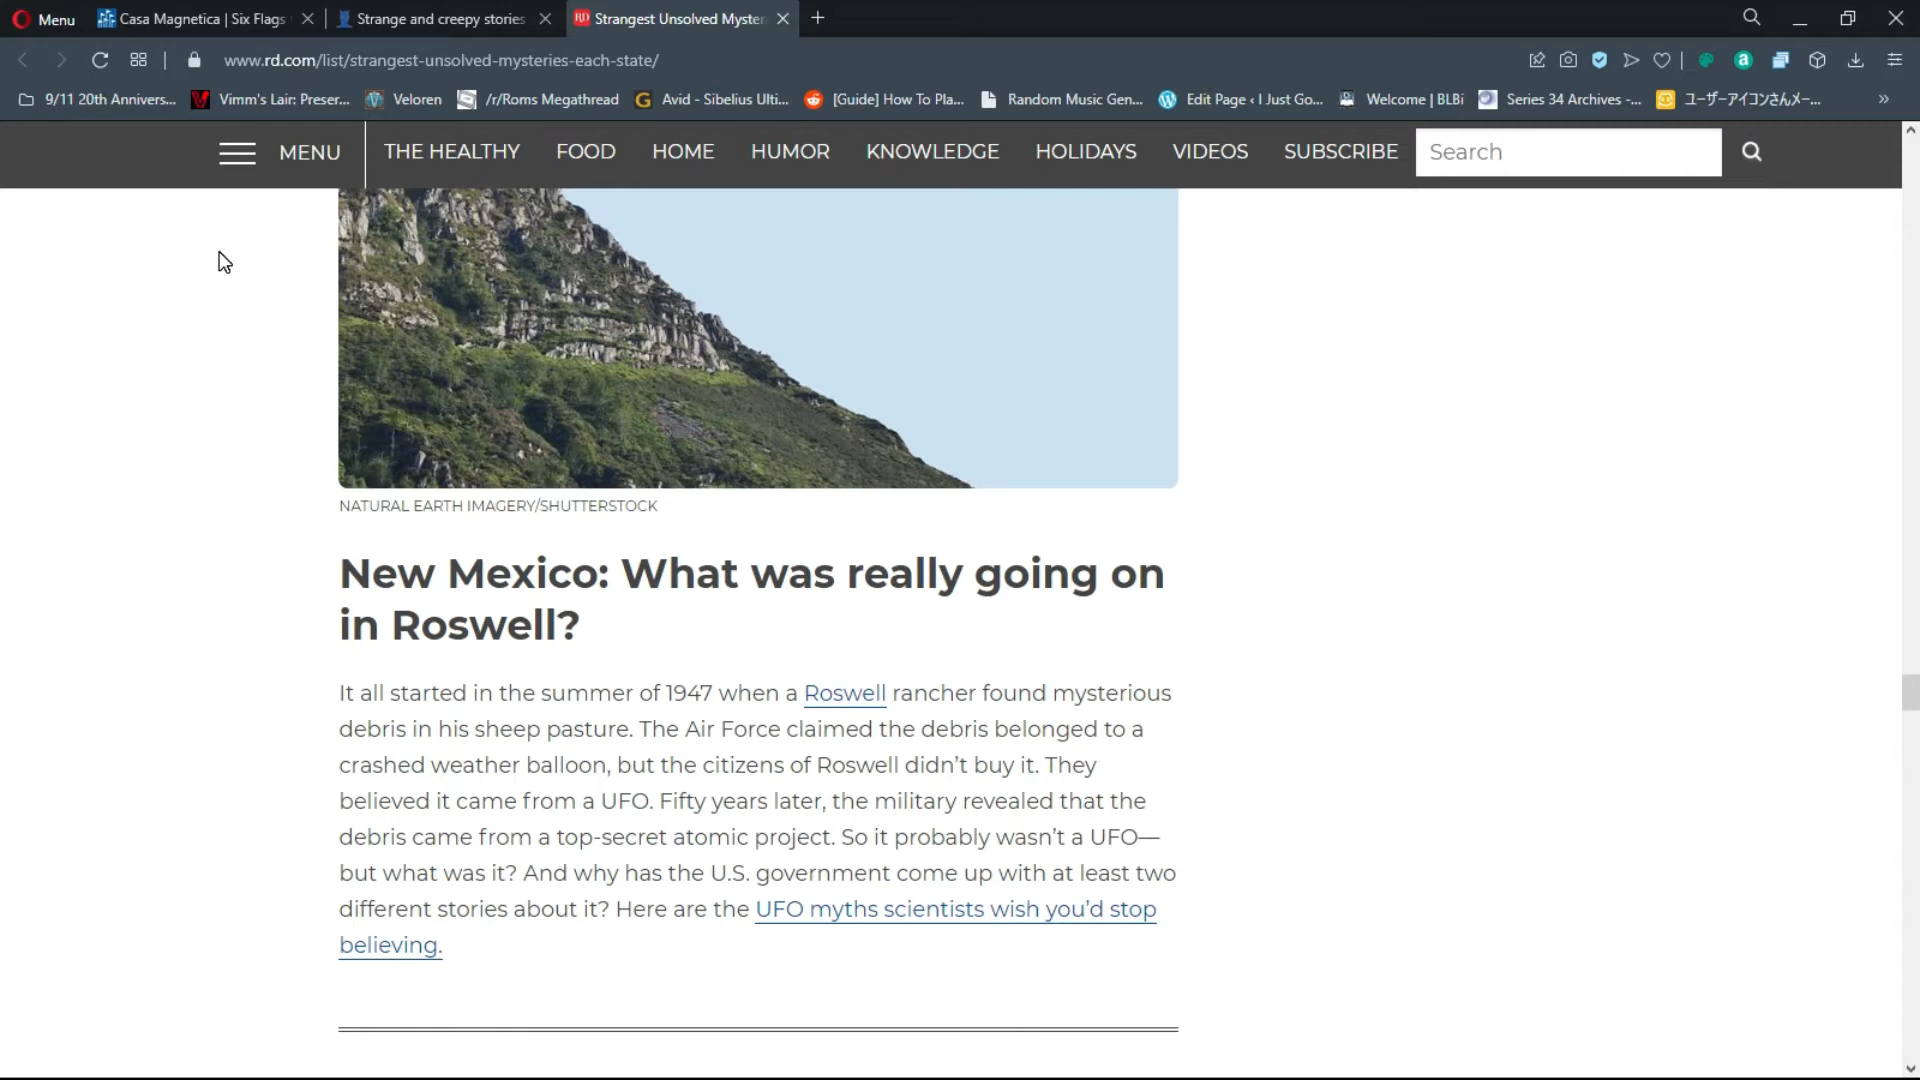 Menu
Casa Magnetica | Six Flags
Strange and creepy stories
Strangest Unsolved Myster
www.rd.com/list/strangest-unsolved-mysteries-each-state/
9/11 20th Annivers...
Vimm's Lair: Preser...
Veloren
/r/Roms Megathread
Avid - Sibelius Ulti...
[Guide] How To Pla...
Random Music Gen...
Edit Page ‹ I Just Go...
Welcome | BLBi
Series 34 Archives -...
ユーザーアイコンさんメー...
MENU
THE HEALTHY
FOOD
HOME
HUMOR
KNOWLEDGE
HOLIDAYS
VIDEOS
SUBSCRIBE
Search
NATURAL EARTH IMAGERY/SHUTTERSTOCK
New Mexico: What was really going on
in Roswell?
It all started in the summer of 1947 when a Roswell rancher found mysterious
debris in his sheep pasture. The Air Force claimed the debris belonged to a
crashed weather balloon, but the citizens of Roswell didn't buy it. They
believed it came from a UFO. Fifty years later, the military revealed that the
debris came from a top-secret atomic project. So it probably wasn't a UFO—
but what was it? And why has the U.S. government come up with at least two
different stories about it? Here are the UFO myths scientists wish you'd stop
believing.